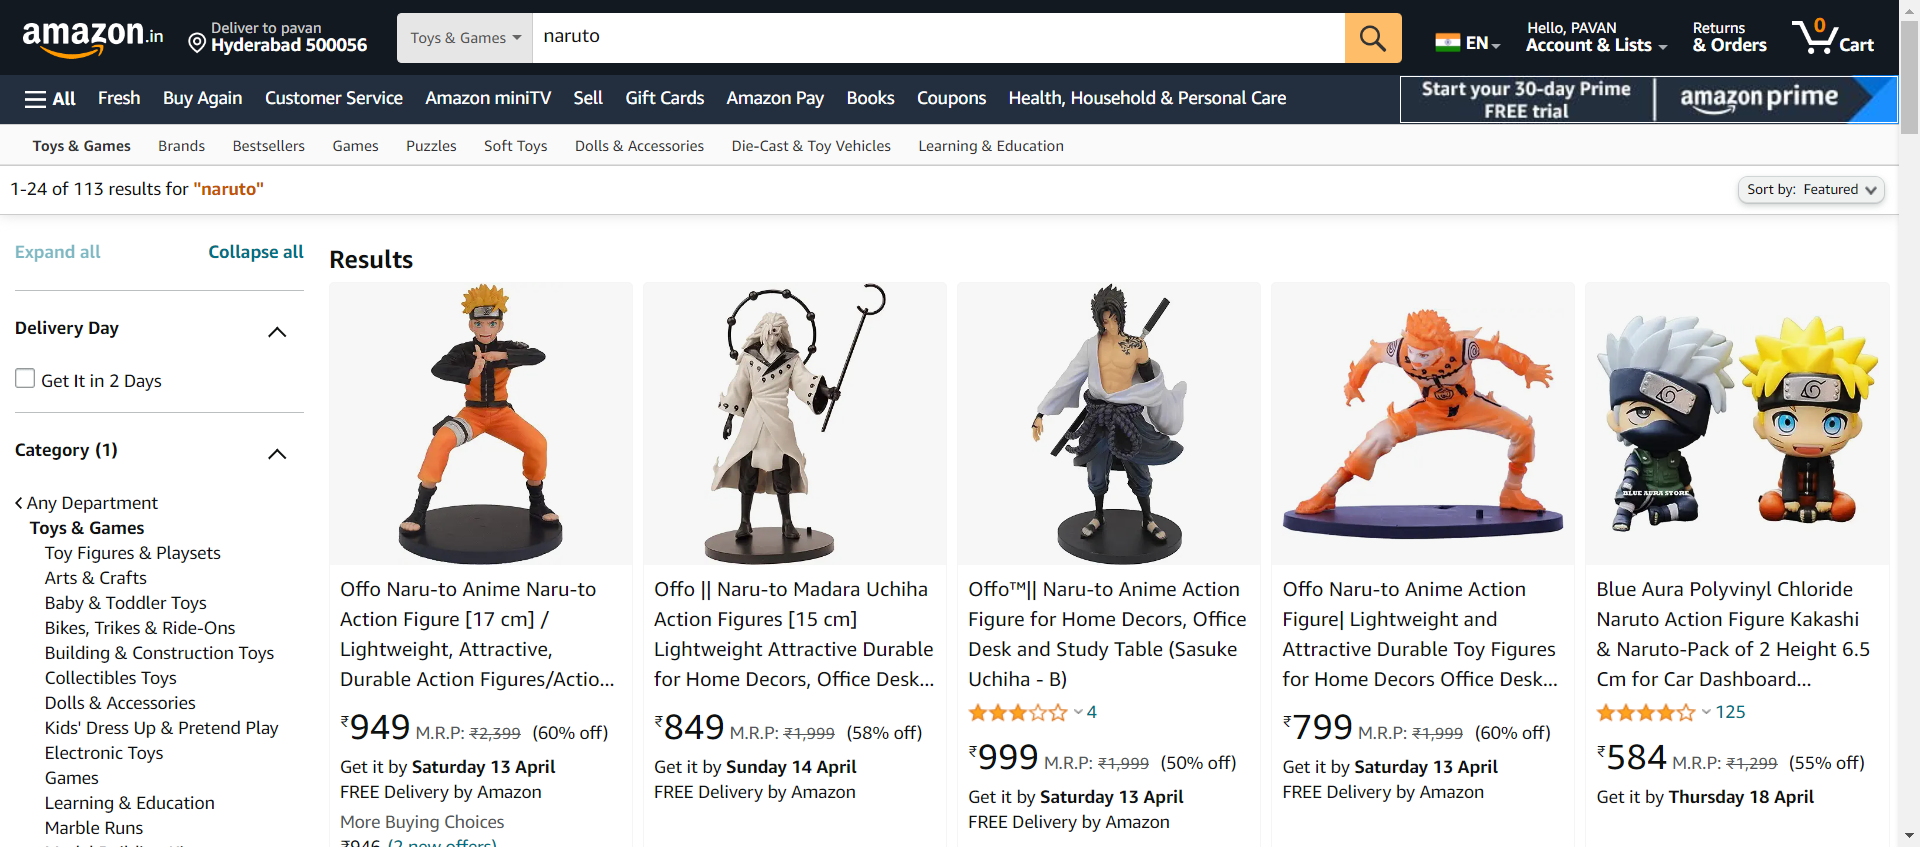 amazon.in
Deliver to pavan
Hyderabad 500056
Toys & Games
naruto
EN
Hello, PAVAN
Account & Lists
Returns
& Orders
0
Cart
All
Fresh
Buy Again
Customer Service
Amazon miniTV
Sell
Gift Cards
Amazon Pay
Books
Coupons
Health, Household & Personal Care
Start your 30-day Prime
FREE trial
amazon prime
Toys & Games
Brands
Bestsellers
Games
Puzzles
Soft Toys
Dolls & Accessories
Die-Cast & Toy Vehicles
Learning & Education
1-24 of 113 results for "naruto"
Sort by: Featured
Expand all
Collapse all
Delivery Day
Get It in 2 Days
Category (1)
Any Department
Toys & Games
Toy Figures & Playsets
Arts & Crafts
Baby & Toddler Toys
Bikes, Trikes & Ride-Ons
Building & Construction Toys
Collectibles Toys
Dolls & Accessories
Kids' Dress Up & Pretend Play
Electronic Toys
Games
Learning & Education
Marble Runs
Results
Offo Naru-to Anime Naru-to
Action Figure [17 cm] /
Lightweight, Attractive,
Durable Action Figures/Actio...
₹949 M.R.P: ₹2,399 (60% off)
Get it by Saturday 13 April
FREE Delivery by Amazon
More Buying Choices
₹946 (2 new offers)
Offo || Naru-to Madara Uchiha
Action Figures [15 cm]
Lightweight Attractive Durable
for Home Decors, Office Desk...
₹849 M.R.P: ₹1,999 (58% off)
Get it by Sunday 14 April
FREE Delivery by Amazon
Offo™|| Naru-to Anime Action
Figure for Home Decors, Office
Desk and Study Table (Sasuke
Uchiha - B)
4
₹999 M.R.P: ₹1,999 (50% off)
Get it by Saturday 13 April
FREE Delivery by Amazon
Offo Naru-to Anime Action
Figure| Lightweight and
Attractive Durable Toy Figures
for Home Decors Office Desk...
₹799 M.R.P: ₹1,999 (60% off)
Get it by Saturday 13 April
FREE Delivery by Amazon
BLUE AURA STORE
Blue Aura Polyvinyl Chloride
Naruto Action Figure Kakashi
& Naruto-Pack of 2 Height 6.5
Cm for Car Dashboard...
125
₹584 M.R.P: ₹1,299 (55% off)
Get it by Thursday 18 April